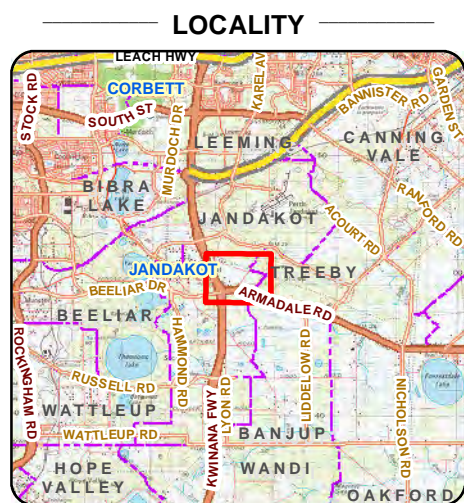 LOCALITY
LEACH HWY
CORBETT
STOCK RD
SOUTH ST
MURDOCH DR
KAREL AV
BANNISTER RD
GARDEN ST
LEEMING
CANNING
VALE
BIBRA
LAKE
RANFORD RD
JANDAKOT
ACOURT RD
JANDAKOT
TREEBY
BEELIAR DR
ARMADALE RD
BEELIAR
HAMMOND RD
ROCKINGHAM RD
RUSSELL RD
LYON RD
LIDDELOW RD
NICHOLSON RD
WATTLEUP
WATTLEUP RD
KWINANA FWY
BANJUP
HOPE
VALLEY
WANDI
OAKFORD